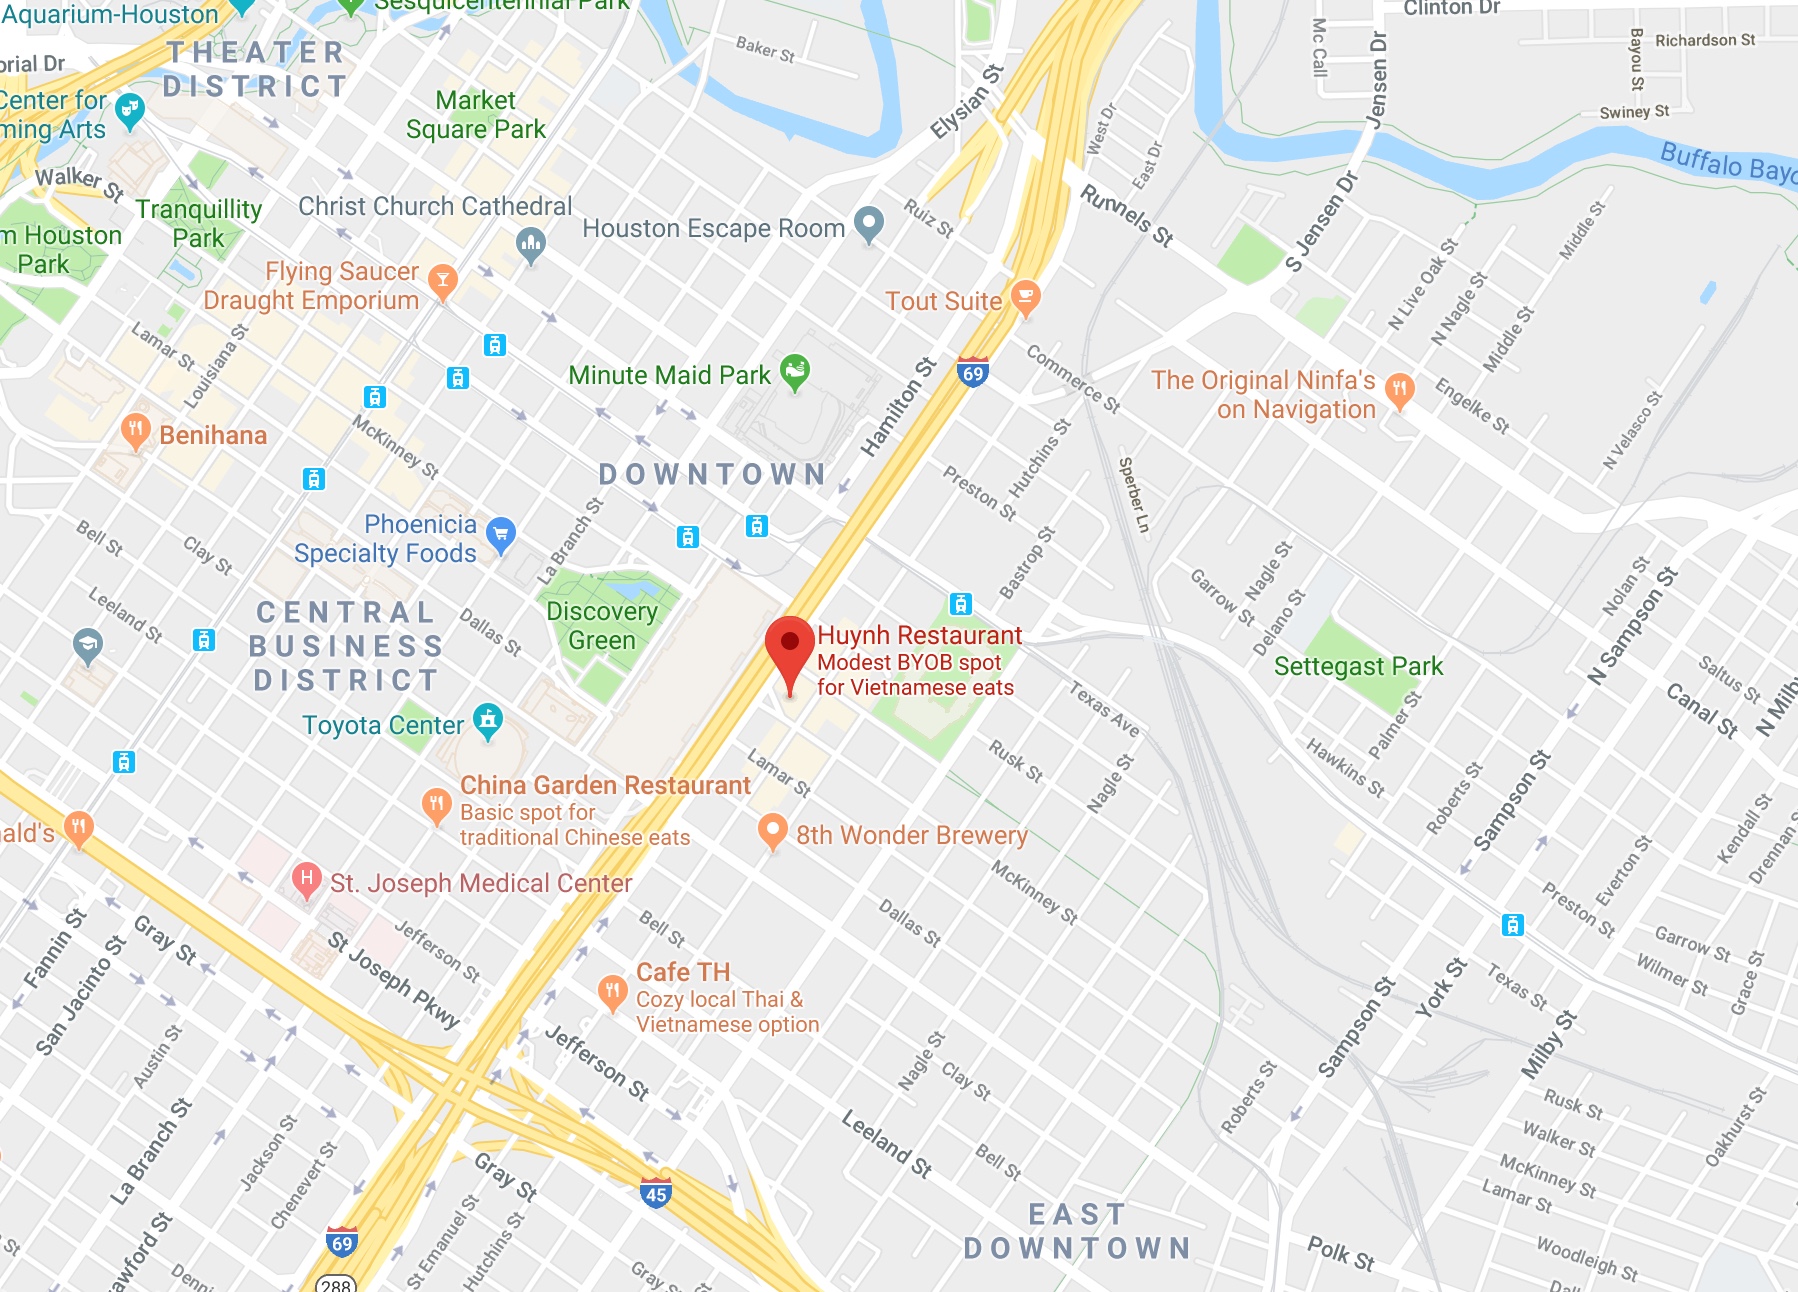 Aquarium-Houston
Sesquicentennial Park
THEATER
DISTRICT
orial Dr
Center for
ming Arts
Walker St
Tranquillity
Park
m Houston
Park
Market
Square Park
Baker St
Elysian St
Clinton Dr
Mc Call
Jensen Dr
Bayou St
Richardson St
Swiney St
West Dr
East Dr
Buffalo Bayo
Runnels St
S Jensen Dr
Ruiz St
Christ Church Cathedral
Houston Escape Room
Flying Saucer
Draught Emporium
Tout Suite
Middle St
N Live Oak St
N Nagle St
Middle St
Lamar St
Louisiana St
Minute Maid Park
Hamilton St
69
Commerce St
The Original Ninfa's
on Navigation
Engelke St
N Velasco St
Benihana
McKinney St
DOWNTOWN
Hutchins St
Preston St
Sperber Ln
Phoenicia
Specialty Foods
La Branch St
Bell St
Clay St
Leeland St
Bastrop St
Nagle St
Garrow St
Delano St
Nolan St
N Sampson St
CENTRAL
BUSINESS
DISTRICT
Dallas St
Discovery
Green
Huynh Restaurant
Modest BYOB spot
for Vietnamese eats
Settegast Park
Saltus St
Canal St
N Milby
Toyota Center
Texas Ave
Palmer St
Rusk St
Lamar St
Nagle St
Hawkins St
Roberts St
Sampson St
China Garden Restaurant
Basic spot for
traditional Chinese eats
8th Wonder Brewery
ald's
Kendall St
Drennan S
Everton St
St. Joseph Medical Center
McKinney St
Preston St
Dallas St
Bell St
Fannin St
San Jacinto St
Gray St
Jefferson St
St Joseph Pkwy
Garrow St
Wilmer St
Grace St
Cafe TH
Cozy local Thai &
Vietnamese option
York St
Sampson St
Texas St
Milby St
Austin St
Jefferson St
Nagle St
Clay St
Roberts St
La Branch St
Jackson St
Chenevert St
Leeland St
Bell St
Rusk St
Walker St
McKinney St
Lamar St
Oakhurst St
Gray St
45
EAST
DOWNTOWN
69
288
St Emanuel St
Hutchins St
Polk St
Woodleigh St
awford St
Denni
Gray St